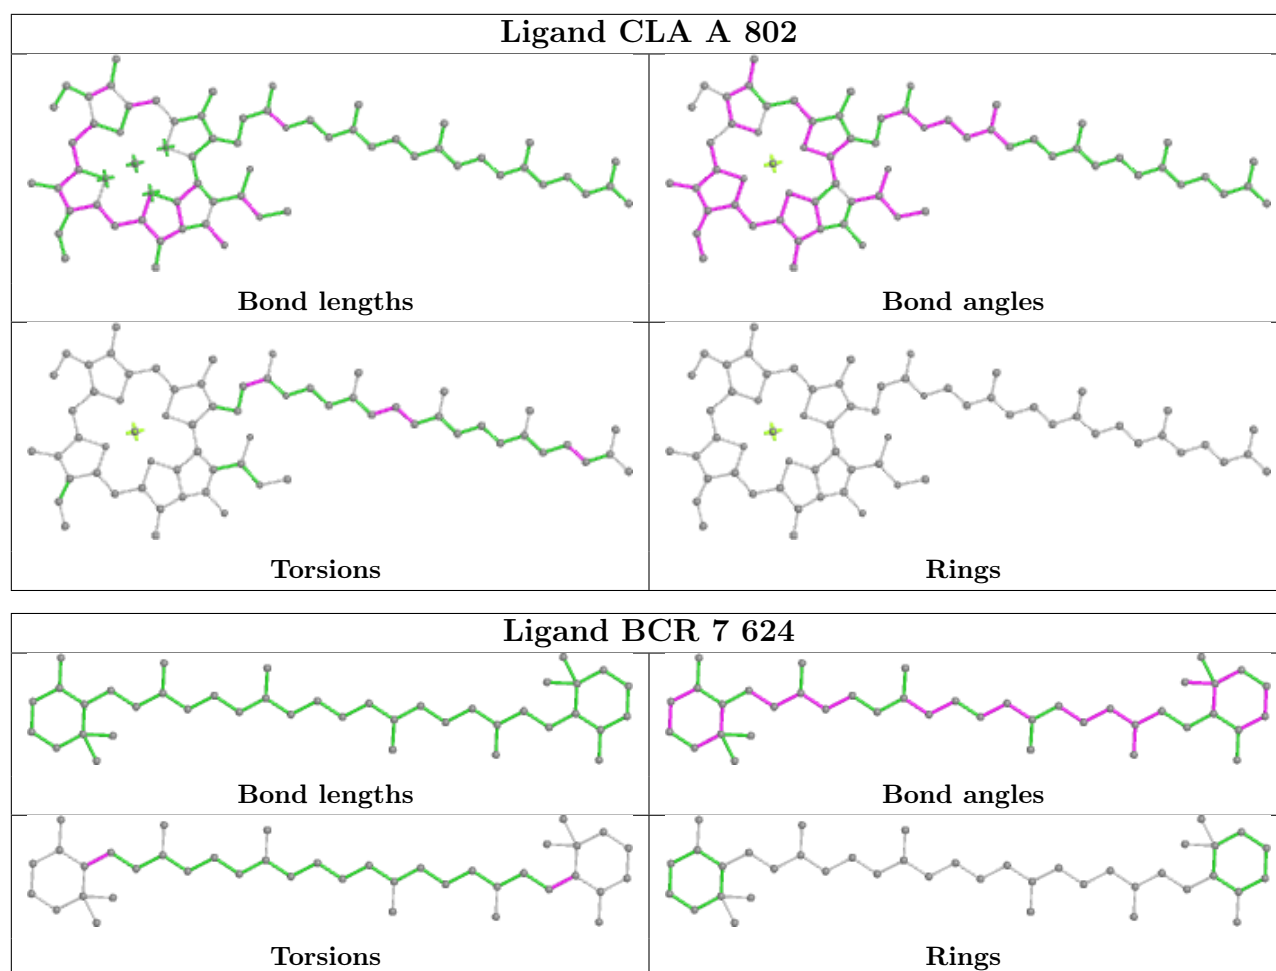 Ligand CLA A 802
Bond lengths
Bond angles
Torsions
Rings
Ligand BCR 7 624
Bond lengths
Bond angles
Torsions
Rings